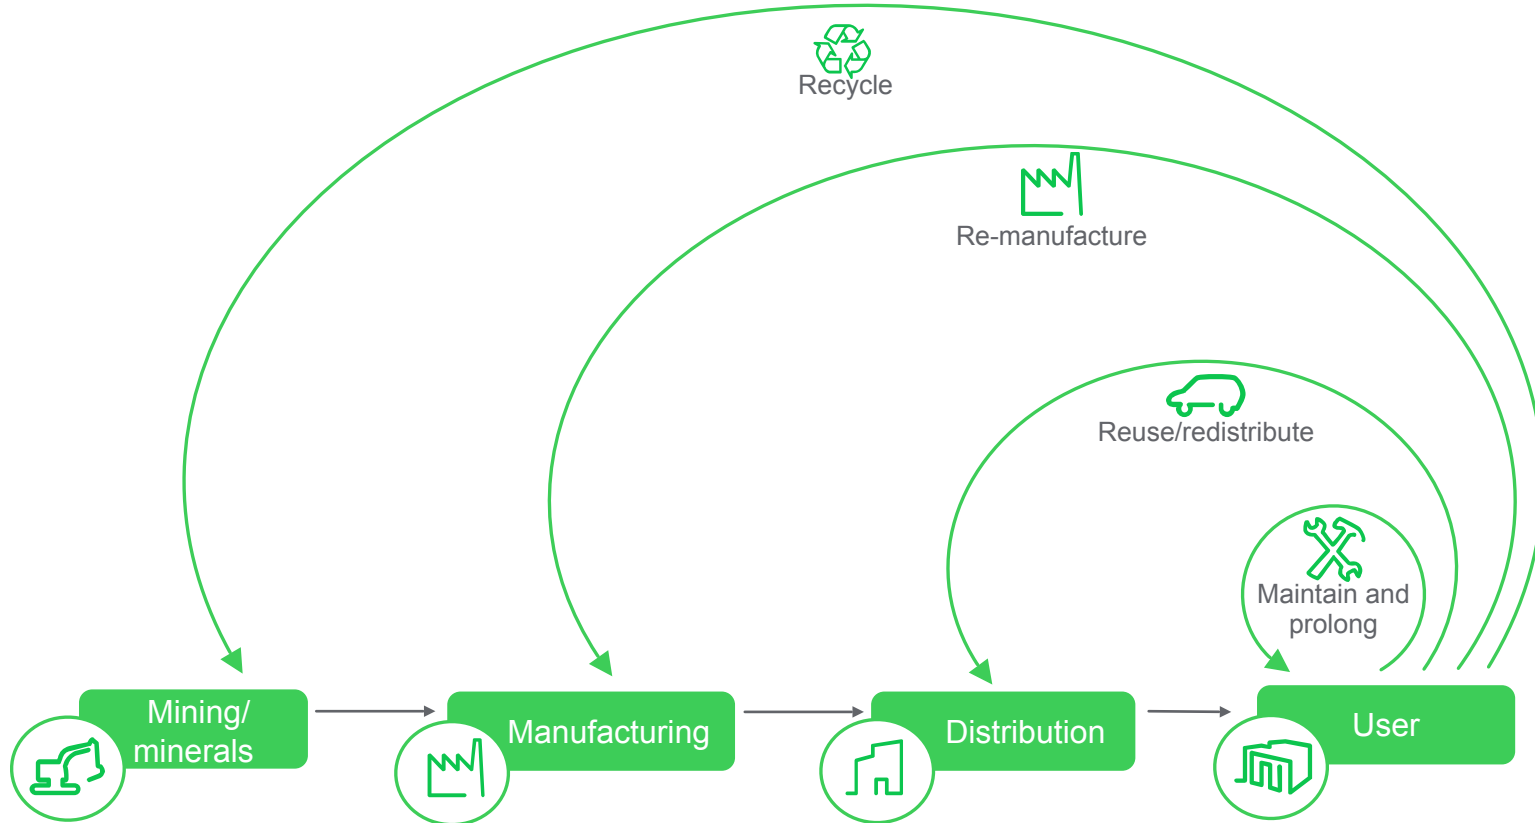 Recycle
Re-manufacture
Reuse/redistribute
Maintain and
prolong
Mining/
minerals
Manufacturing
Distribution
User